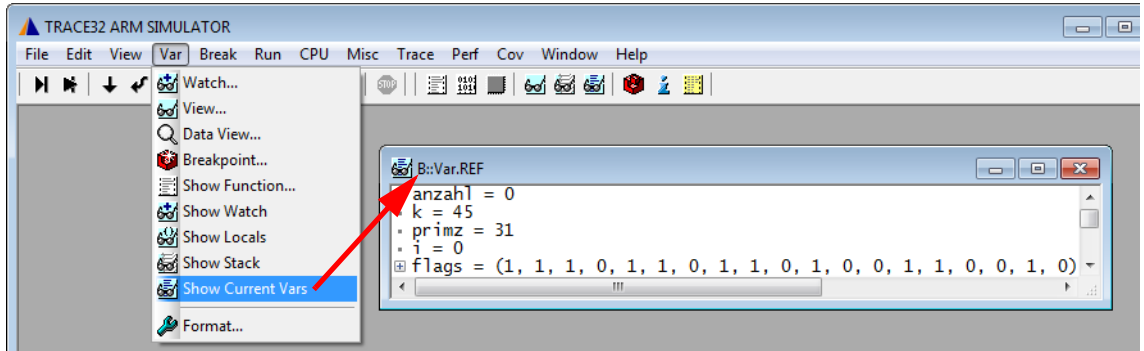 TRACE32 ARM SIMULATOR
File Edit View Var Break Run CPU Misc Trace Perf Cov Window Help
STOP
Watch...
View...
Data View...
Breakpoint...
Show Function...
Show Watch
Show Locals
Show Stack
Show Current Vars
Format...
B::Var.REF
anzahl = 0
k = 45
primz = 31
i = 0
flags = (1, 1, 1, 0, 1, 1, 0, 1, 1, 0, 1, 0, 0, 1, 1, 0, 0, 1, 0)